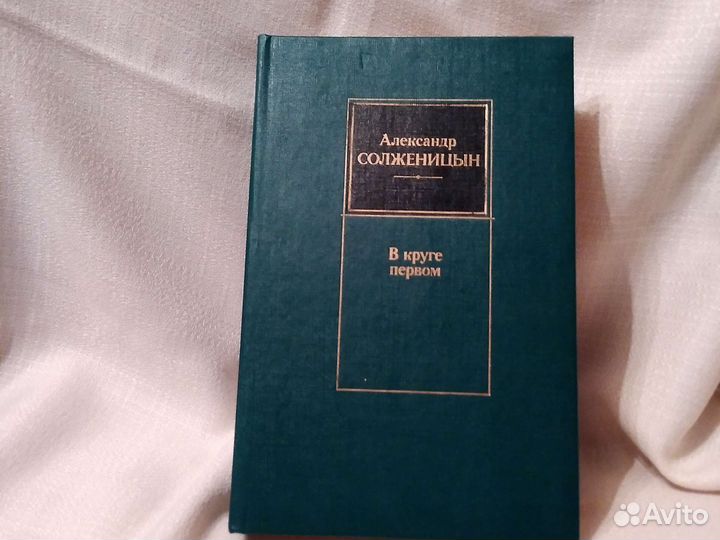 Александр
СОЛЖЕНИЦЫН
В круге
первом
Avito